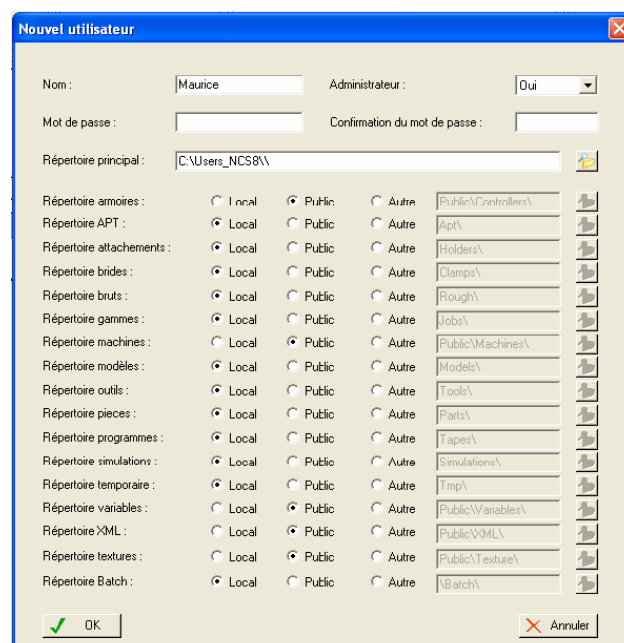 Nouvel utilisateur
Nom : Maurice Administrateur : Oui
Mot de passe : Confirmation du mot de passe :
Répertoire principal : C:\Users_NCS8\\
Répertoire armoires : Local Public Autre Public\Controllers\
Répertoire APT : Local Public Autre Apt\
Répertoire attachements : Local Public Autre Holders\
Répertoire brides : Local Public Autre Clamps\
Répertoire bruts : Local Public Autre Rough\
Répertoire gammes : Local Public Autre Jobs\
Répertoire machines : Local Public Autre Public\Machines\
Répertoire modèles : Local Public Autre Models\
Répertoire outils : Local Public Autre Tools\
Répertoire pieces : Local Public Autre Parts\
Répertoire programmes : Local Public Autre Tapes\
Répertoire simulations : Local Public Autre Simulations\
Répertoire temporaire : Local Public Autre Tmp\
Répertoire variables : Local Public Autre Public\Variables\
Répertoire XML : Local Public Autre Public\XML\
Répertoire textures : Local Public Autre Public\Texture\
Répertoire Batch : Local Public Autre \Batch\
OK Annuler